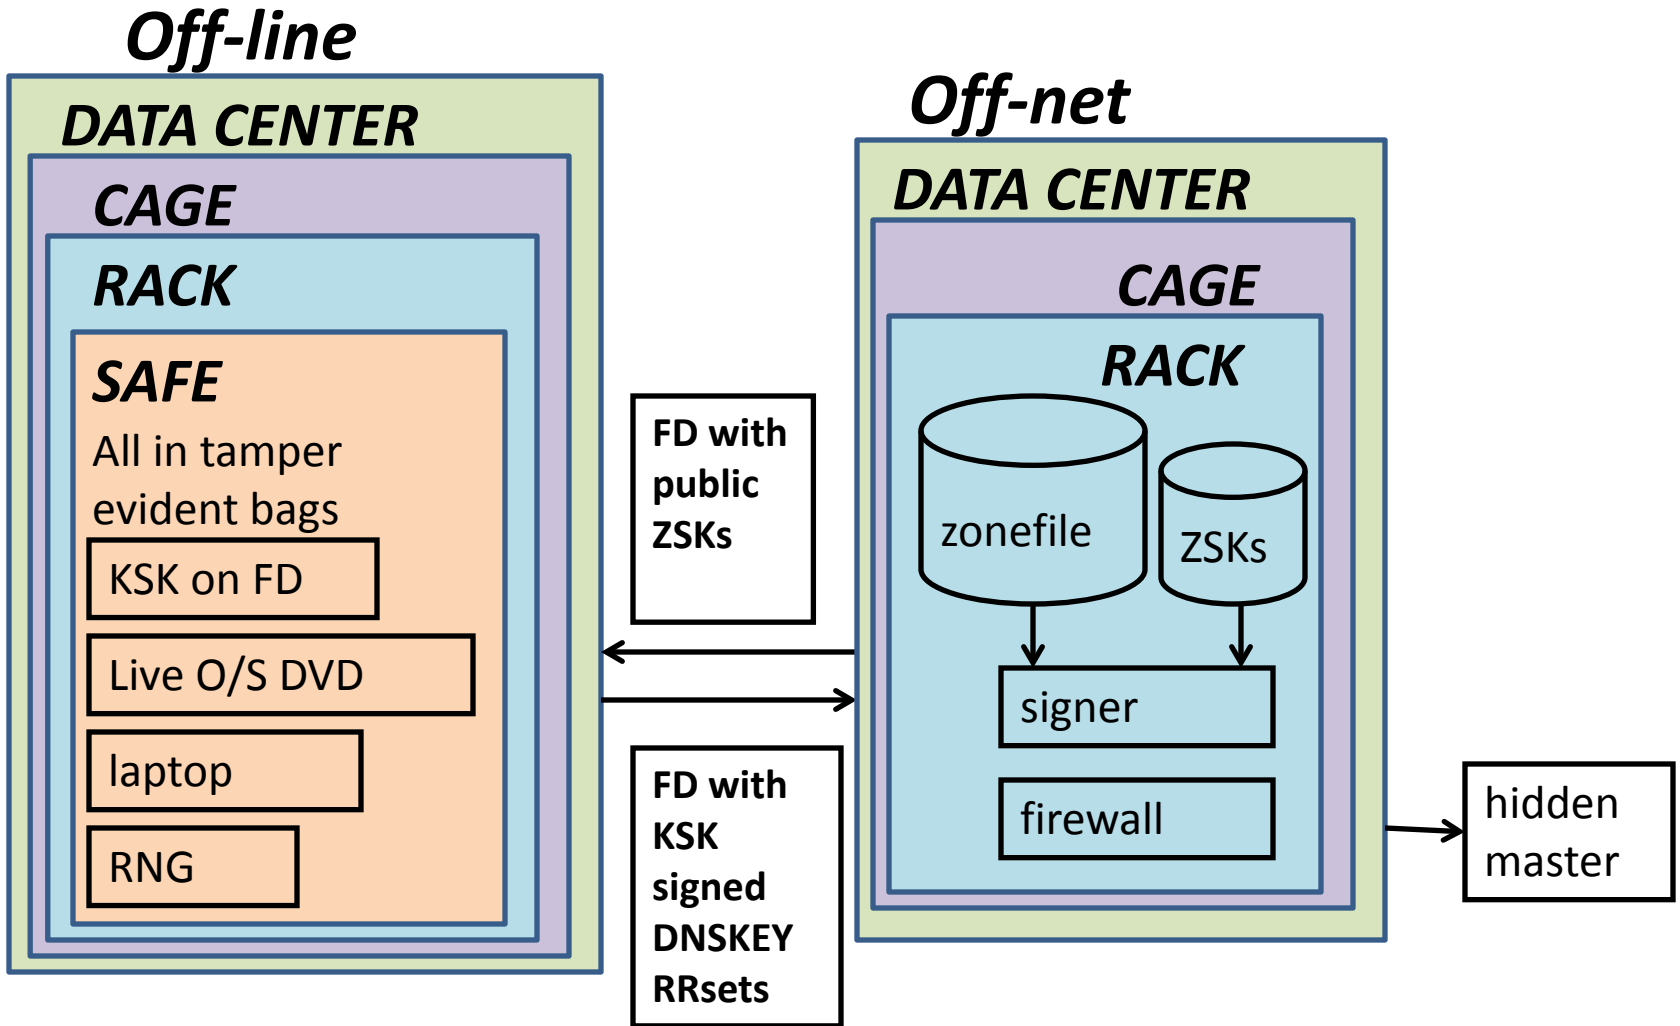 Off-line
DATA CENTER
CAGE
RACK
SAFE
All in tamper
evident bags
KSK on FD
Live O/S DVD
laptop
RNG
FD with
public
ZSKs
FD with
KSK
signed
DNSKEY
RRsets
Off-net
DATA CENTER
CAGE
RACK
zonefile
ZSKs
signer
firewall
hidden
master